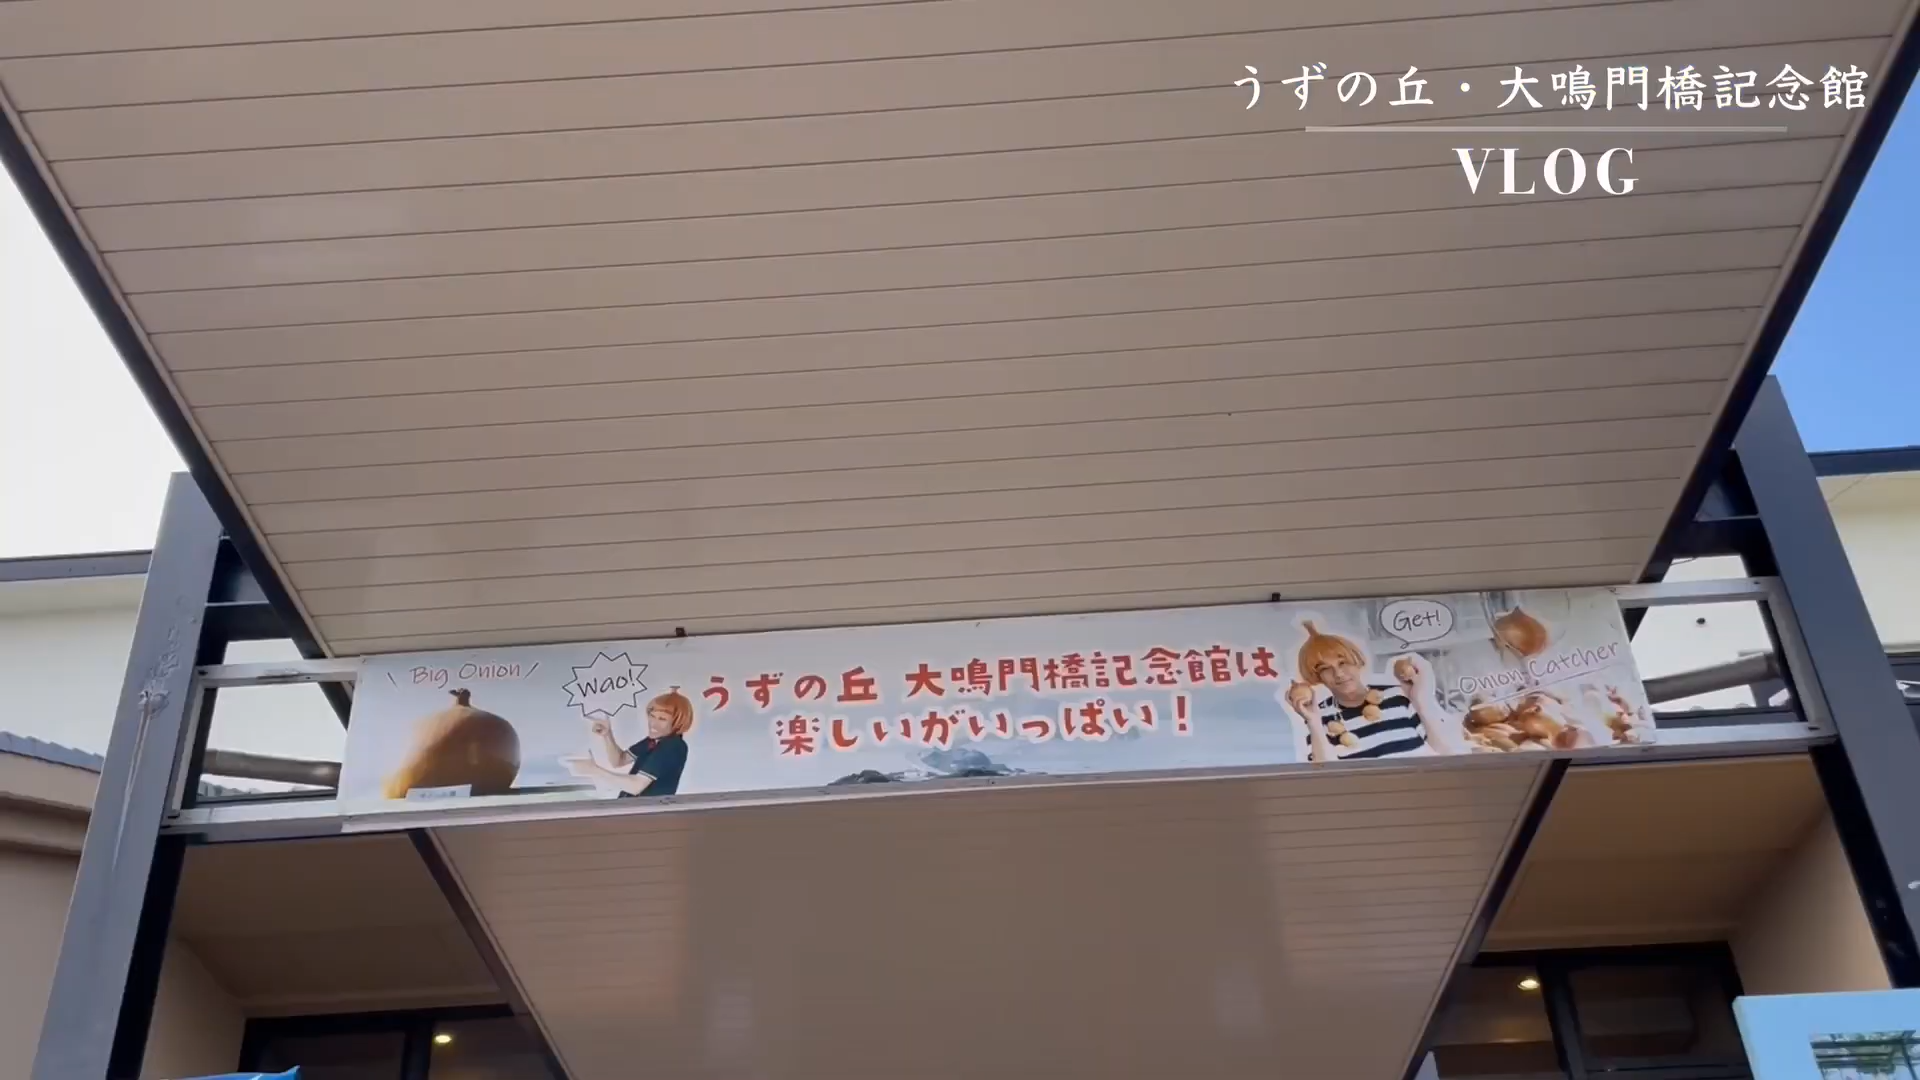 うずの丘・大鳴門橋記念館
VLOG
Big Onion
Wao!
うずの丘 大鳴門橋記念館は
楽しいがいっぱい!
Get!
Onion Catcher